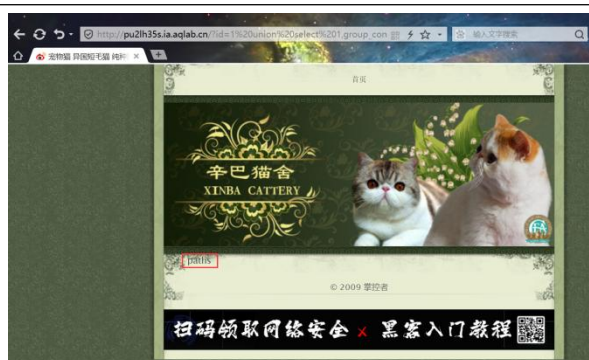 http://pu2lh35s.ia.aqlab.cn/?id=1%20union%20select%201,group_con
输入文字搜索
宠物猫 异国短毛猫 纯种
首页
辛巴猫舍
XINBA CATTERY
© 2009 掌控者
扫码领取网络安全 x 黑客入门教程